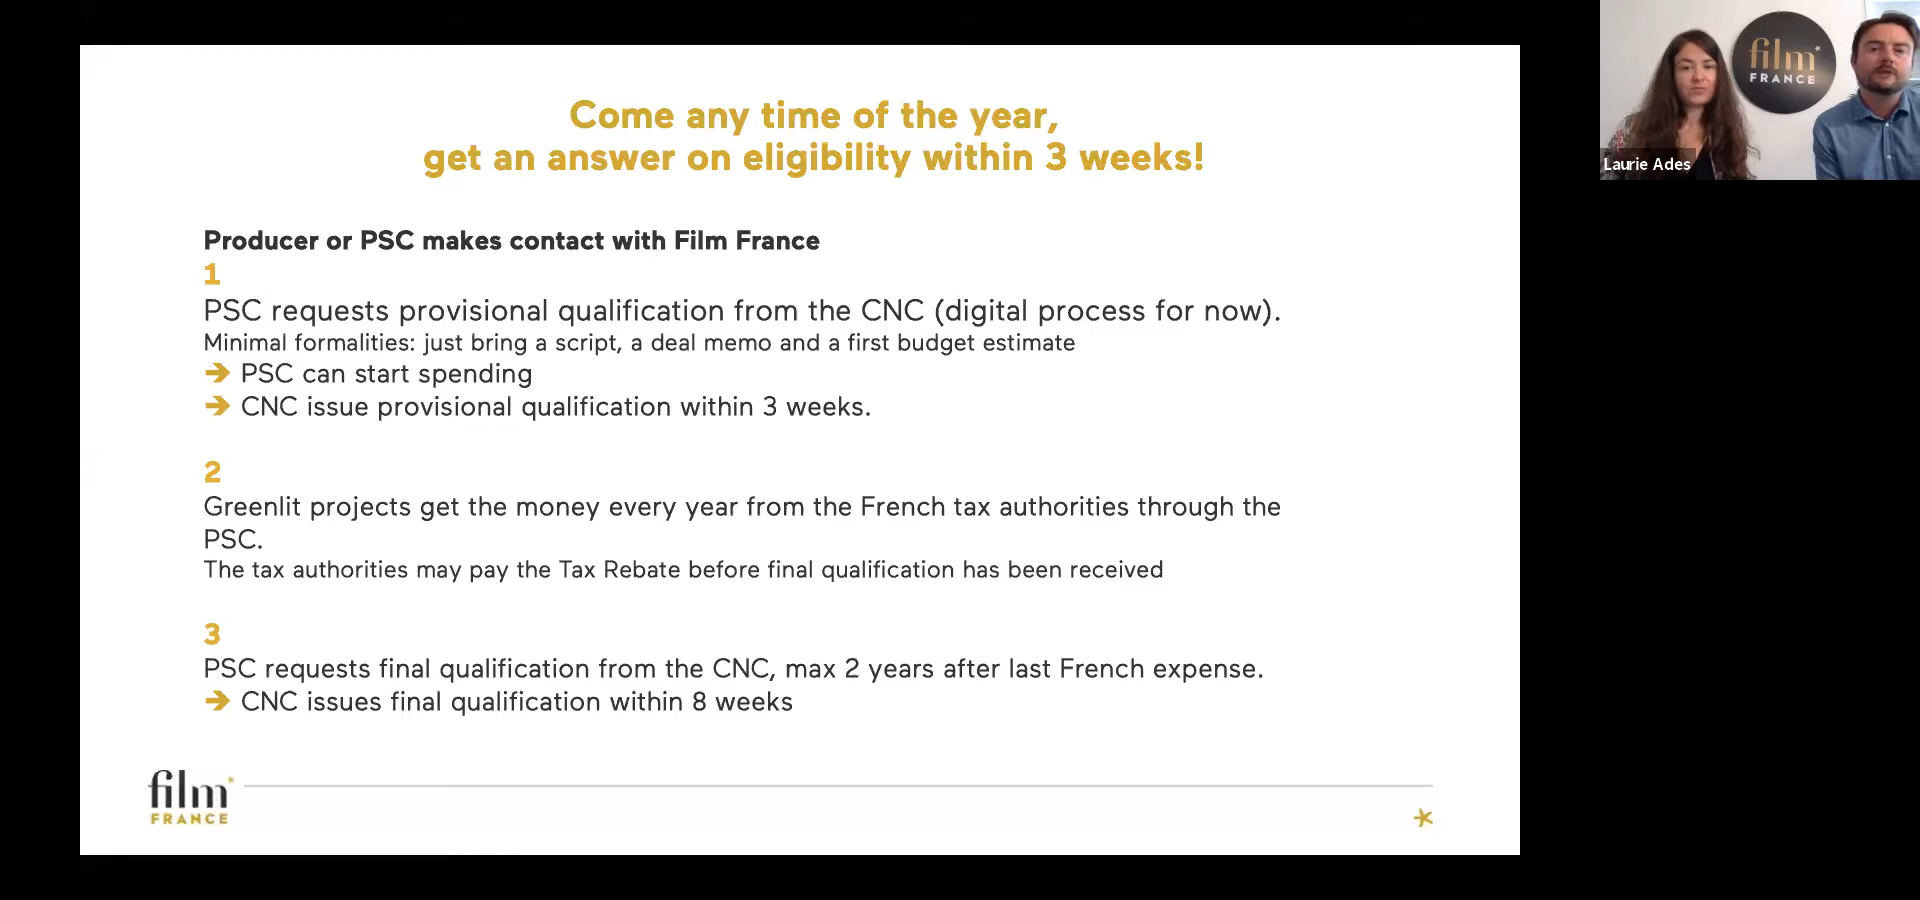 Come any time of the year,
get an answer on eligibility within 3 weeks!
Producer or PSC makes contact with Film France
1
PSC requests provisional qualification from the CNC (digital process for now).
Minimal formalities: just bring a script, a deal memo and a first budget estimate
➔ PSC can start spending
➔ CNC issue provisional qualification within 3 weeks.
2
Greenlit projects get the money every year from the French tax authorities through the
PSC.
The tax authorities may pay the Tax Rebate before final qualification has been received
3
PSC requests final qualification from the CNC, max 2 years after last French expense.
➔ CNC issues final qualification within 8 weeks
film*
FRANCE
film*
FRANCE
Laurie Ades